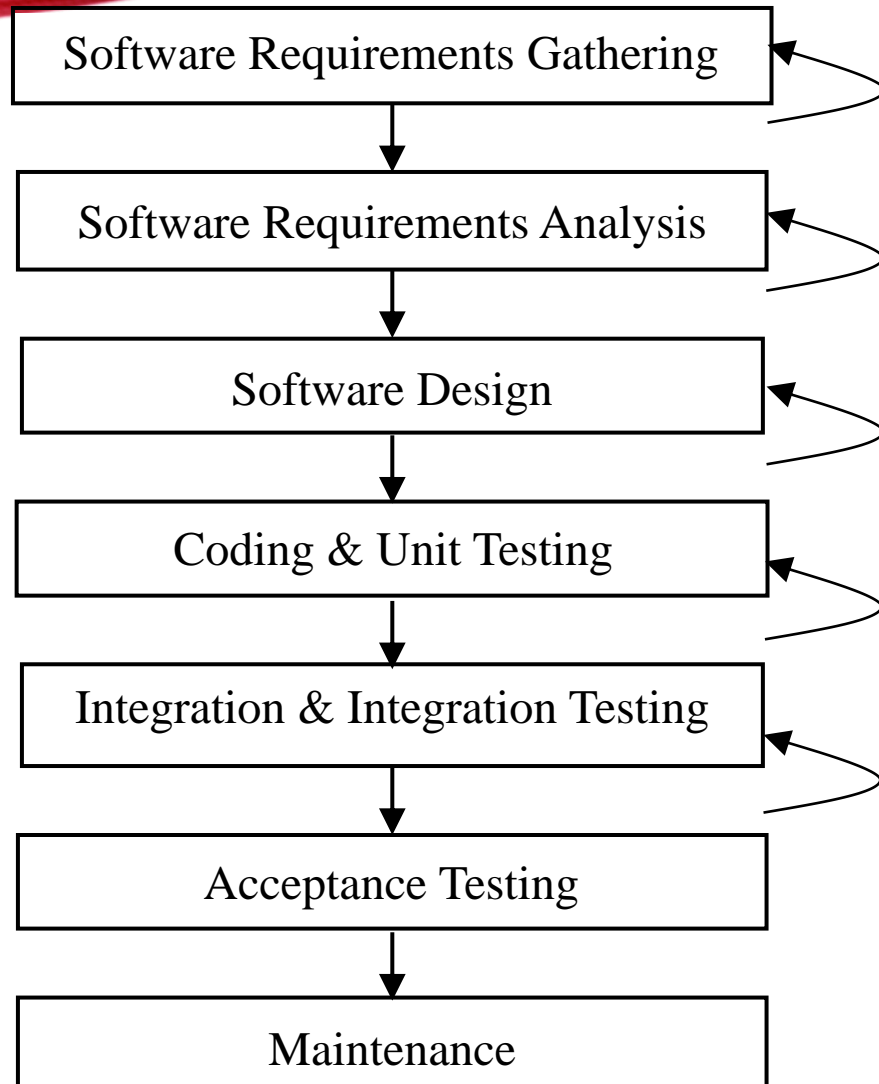 Software Requirements Gathering
Software Requirements Analysis
Software Design
Coding & Unit Testing
Integration & Integration Testing
Acceptance Testing
Maintenance